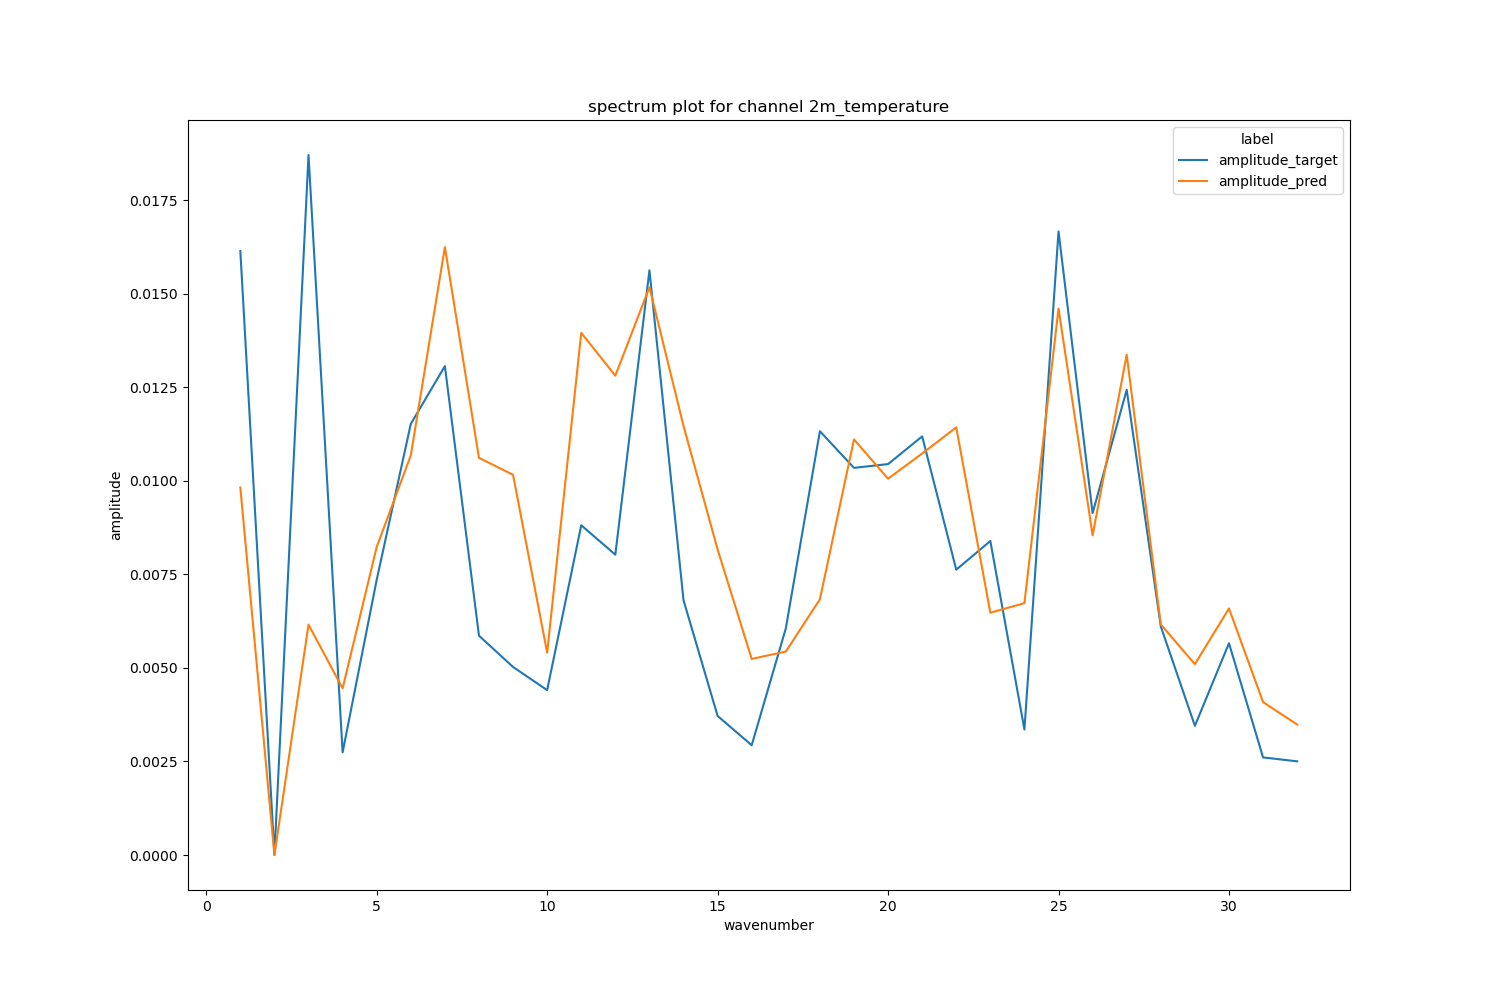 spectrum plot for channel 2m_temperature
label
amplitude_target
amplitude_pred
amplitude
0.0175
0.0150
0.0125
0.0100
0.0075
0.0050
0.0025
0.0000
0 5 10 15 20 25 30
wavenumber